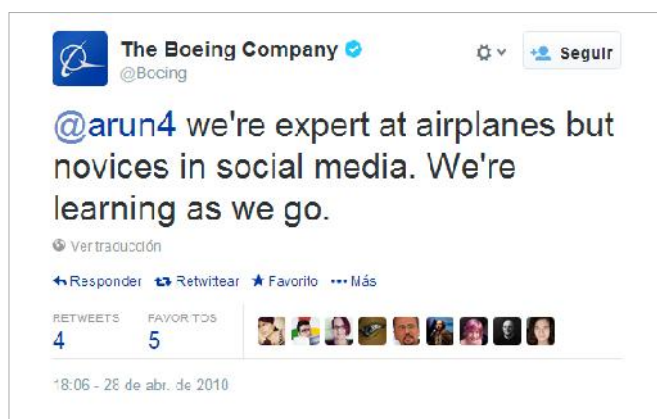 The Boeing Company
@Boeing
Seguir
@arun4 we're expert at airplanes but
novices in social media. We're
learning as we go.
Ver traducción
Responder Retwittear Favorito ••• Más
RETWEETS FAVORITOS
4 5
18:06 - 28 de abr. de 2010